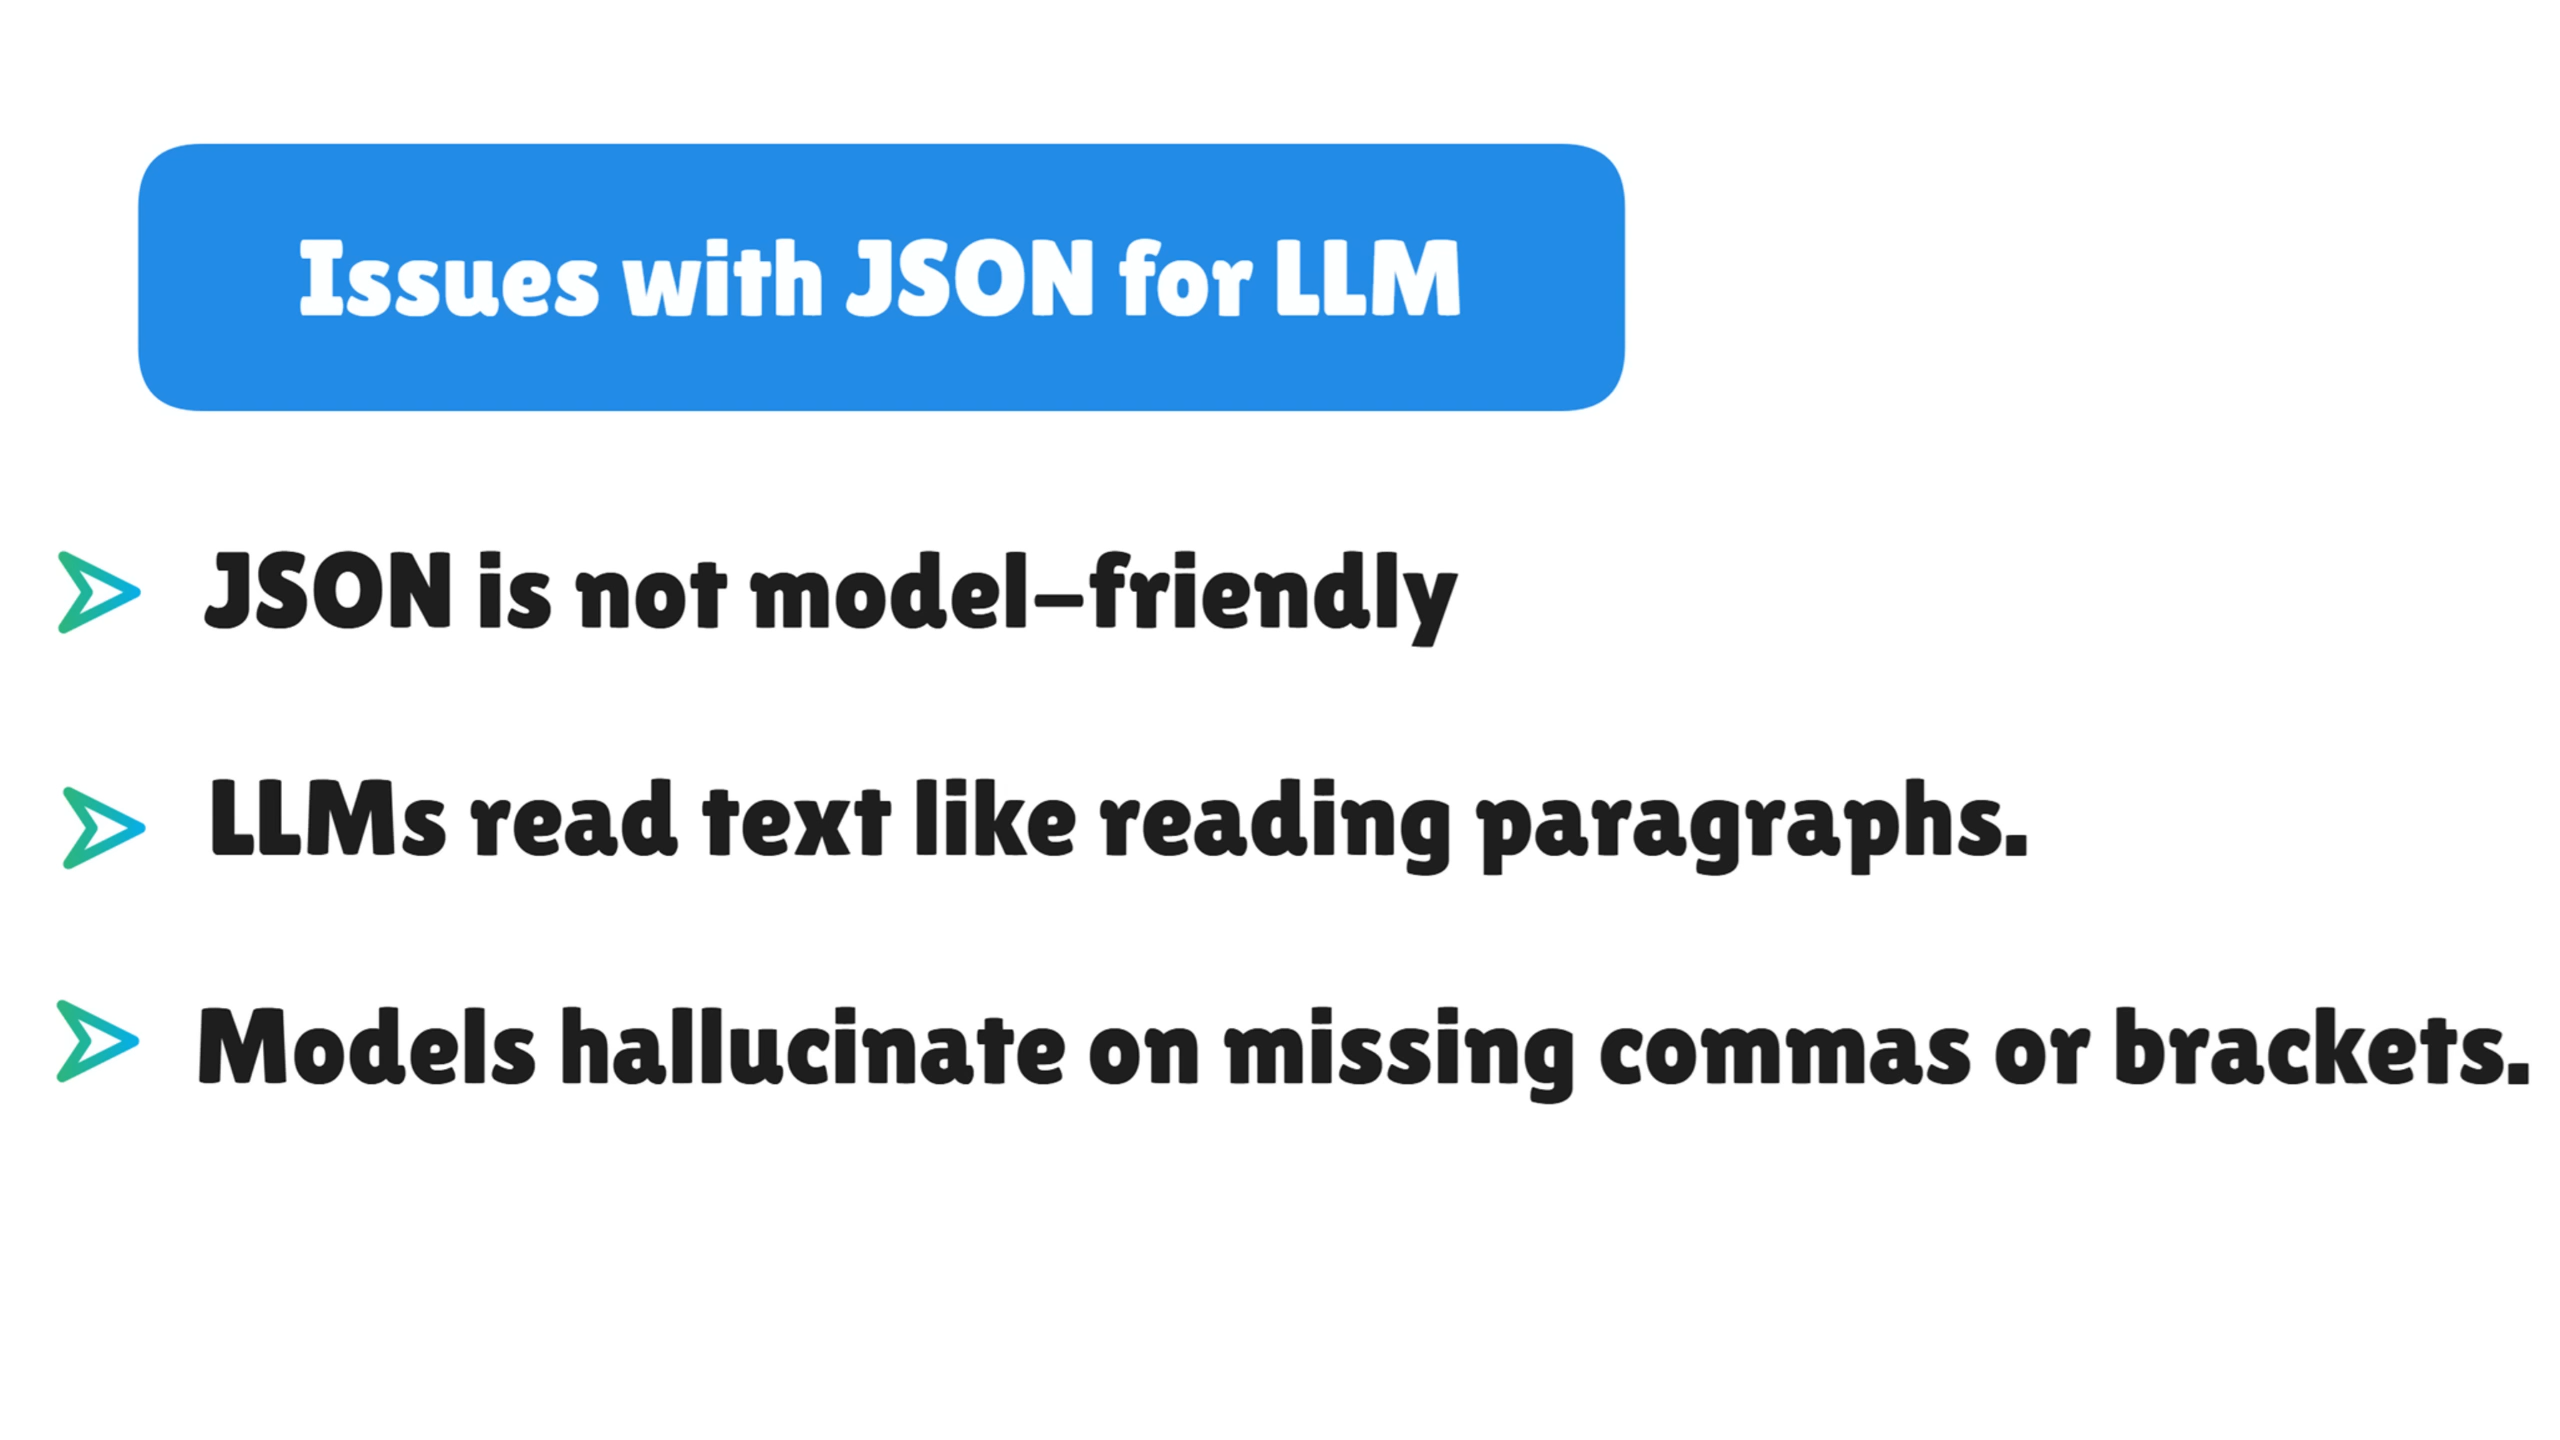 Issues with JSON for LLM
JSON is not model-friendly
LLMs read text like reading paragraphs.
Models hallucinate on missing commas or brackets.